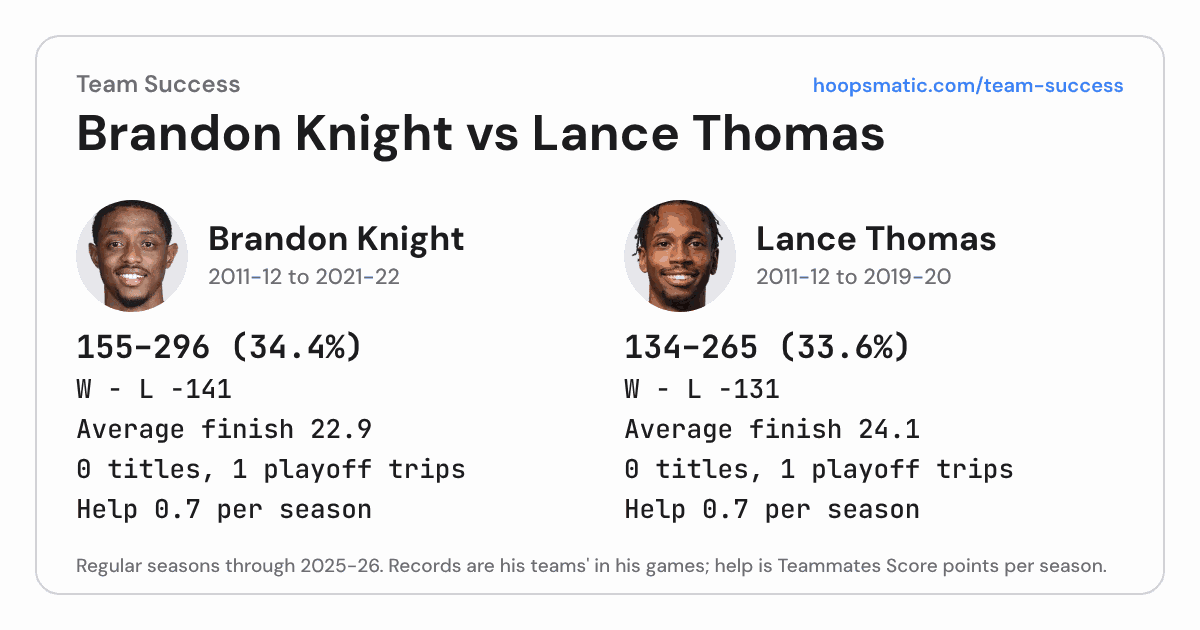 Team Success
hoopsmatic.com/team-success
Brandon Knight vs Lance Thomas
Brandon Knight
2011-12 to 2021-22
155-296 (34.4%)
W - L -141
Average finish 22.9
0 titles, 1 playoff trips
Help 0.7 per season
Lance Thomas
2011-12 to 2019-20
134-265 (33.6%)
W - L -131
Average finish 24.1
0 titles, 1 playoff trips
Help 0.7 per season
Regular seasons through 2025-26. Records are his teams' in his games; help is Teammates Score points per season.